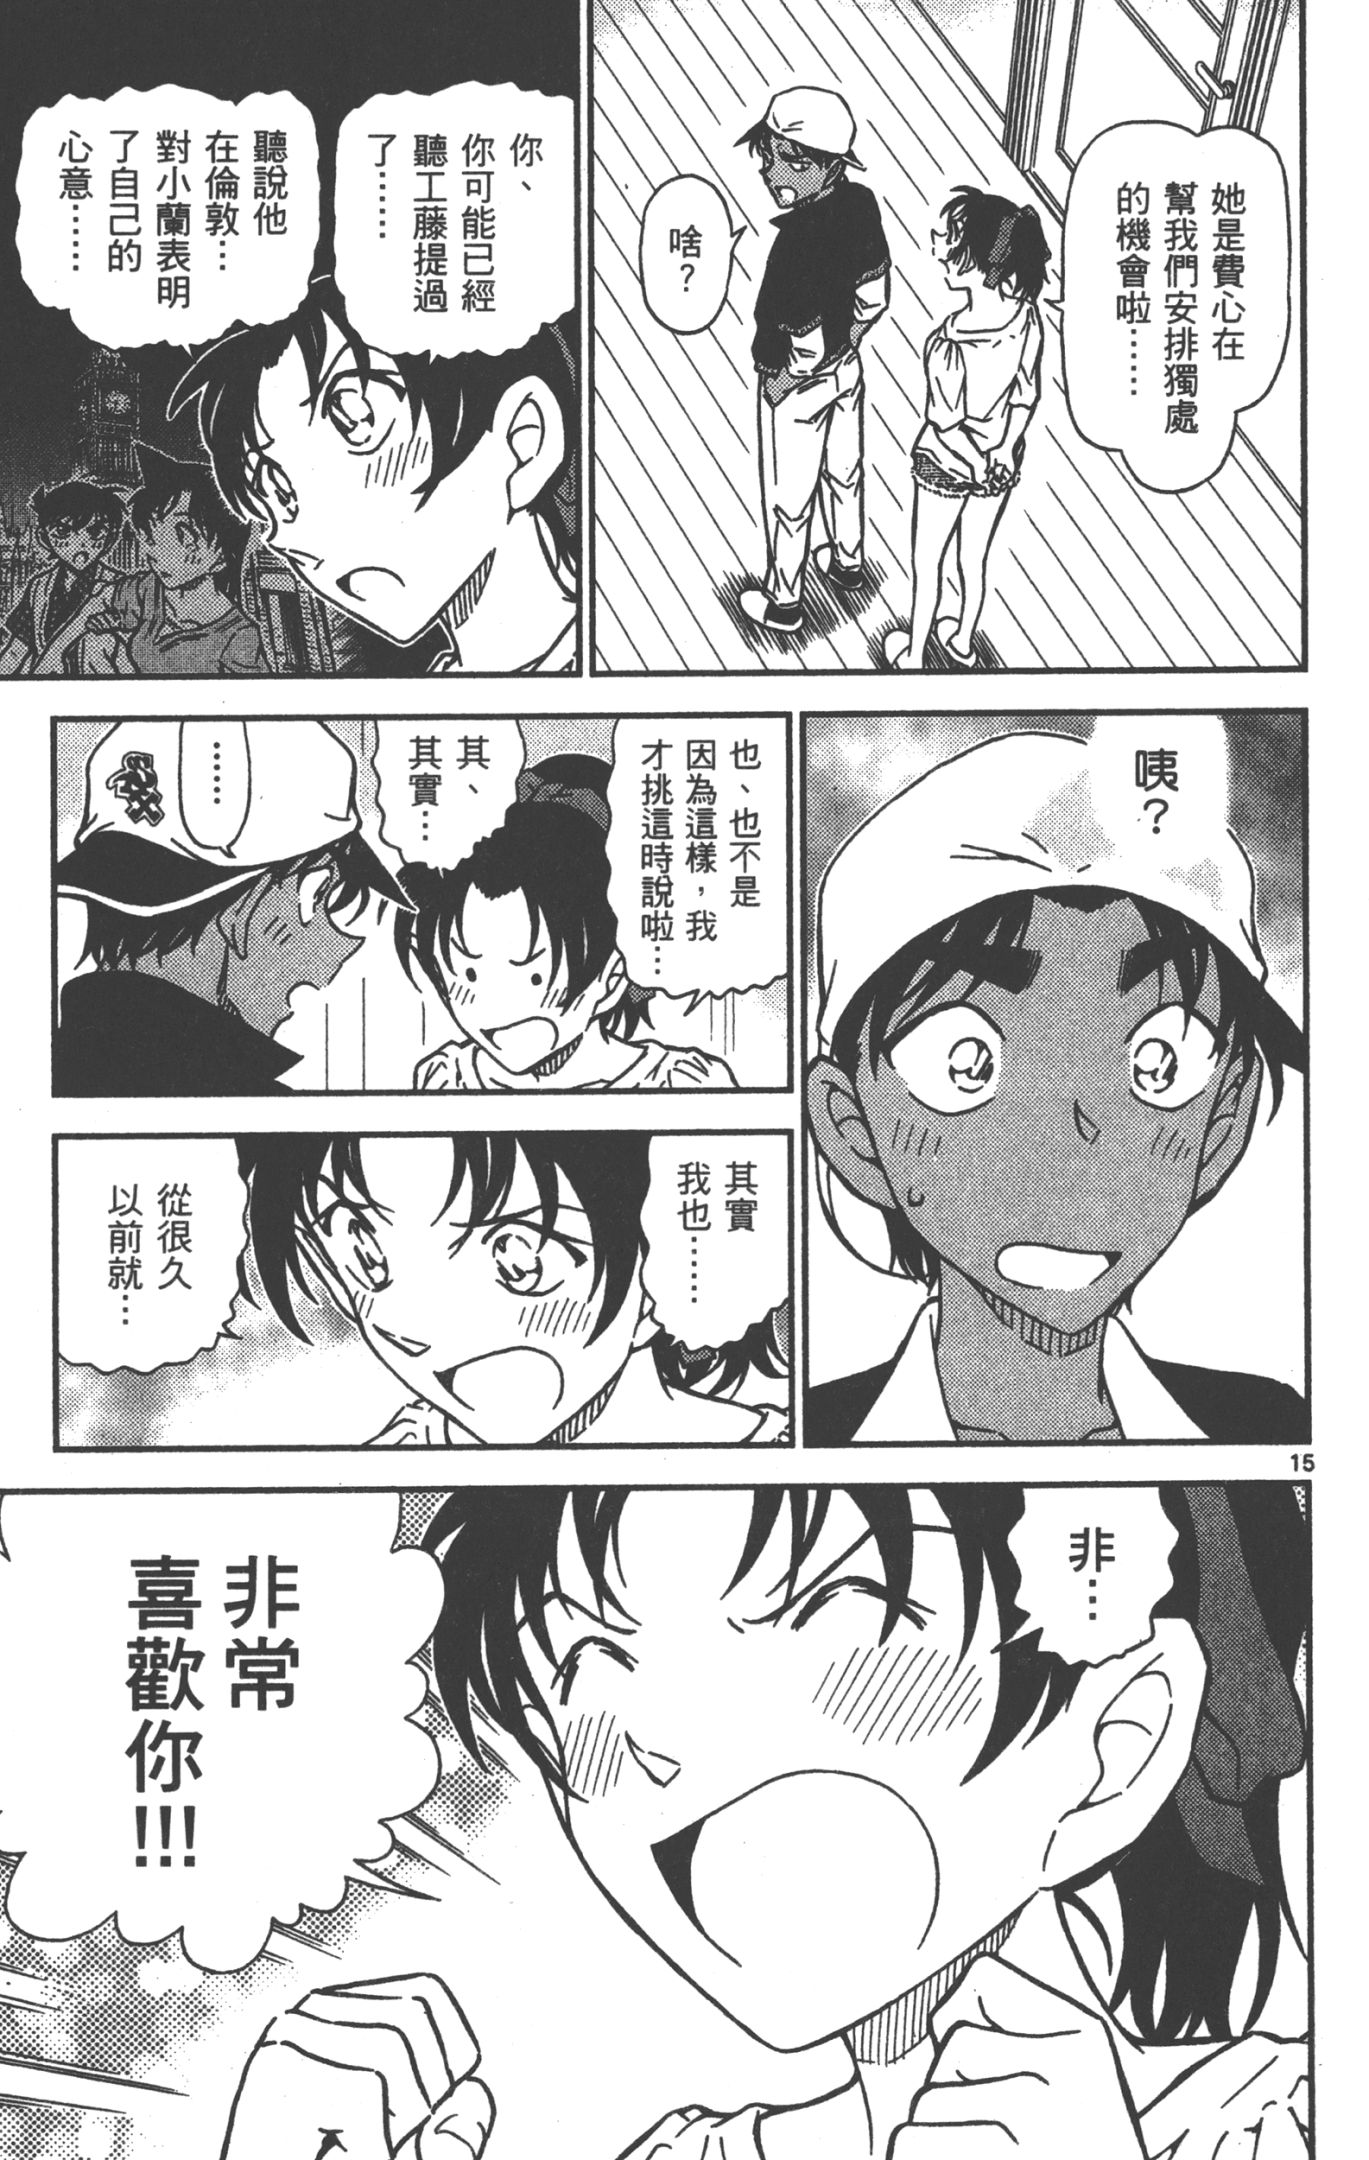 她是費心在
幫我們安排獨處
的機會啦⋯⋯
啥？
你、
你可能已經
聽工藤提過
了⋯⋯
聽說他
在倫敦⋯
對小蘭表明
了自己的
心意⋯⋯
咦？
也、也不是
因為這樣，我
才挑這時說啦⋯
其、
其實⋯
⋯⋯
其實
我也⋯⋯
從很久
以前就⋯
15
非⋯
非常
喜歡你!!!